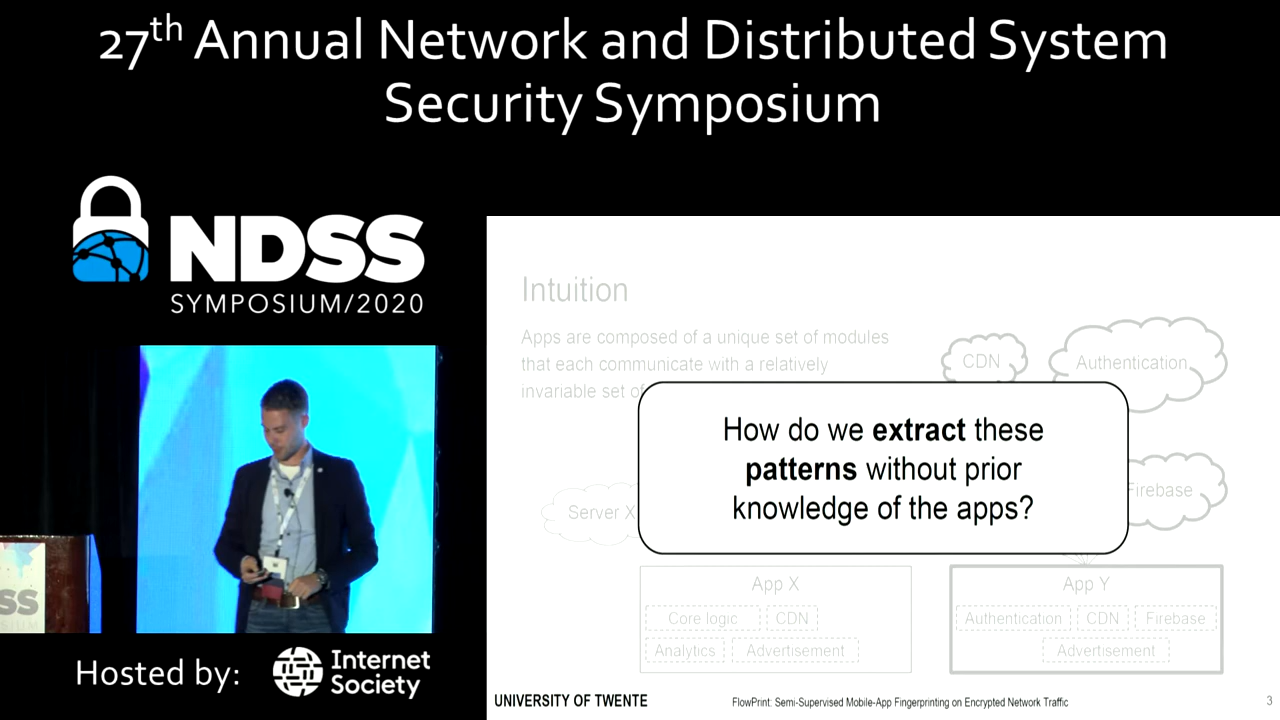 27th Annual Network and Distributed System
Security Symposium
NDSS
SYMPOSIUM/2020
Intuition
Apps are composed of a unique set of modules
that each communicate with a relatively
invariable set of
CDN
Authentication
How do we extract these
patterns without prior
knowledge of the apps?
Server X
Firebase
App X
Core logic
CDN
Analytics
Advertisement
App Y
Authentication
CDN
Firebase
Advertisement
SS
SIUM
Hosted by:
Internet
Society
UNIVERSITY OF TWENTE
FlowPrint: Semi-Supervised Mobile-App Fingerprinting on Encrypted Network Traffic
3